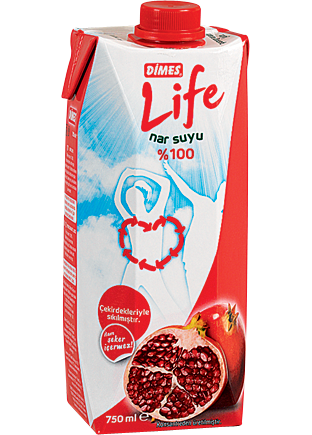 DİMES
Life
nar suyu
%100
Çekirdekleriyle
sıkılmıştır.
İlave
şeker
içermez!
750 ml e